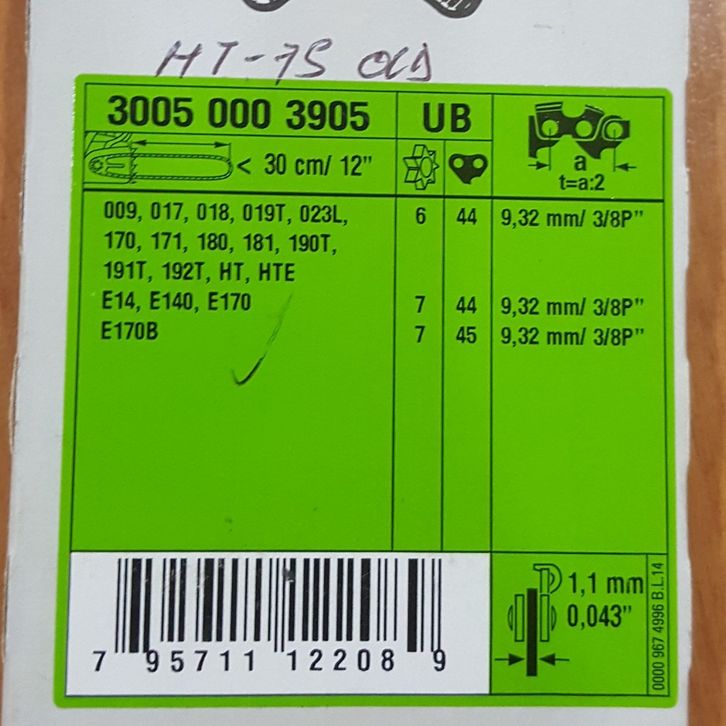 HT-75 OLD
3005 000 3905 UB
< 30 cm/ 12" a
t=a:2
009, 017, 018, 019T, 023L, 6 44 9,32 mm/ 3/8P"
170, 171, 180, 181, 190T,
191T, 192T, HT, HTE
E14, E140, E170 7 44 9,32 mm/ 3/8P"
E170B 7 45 9,32 mm/ 3/8P"
1,1 mm
0,043"
0000 967 4996 B.L.14
7 95711 12208 9